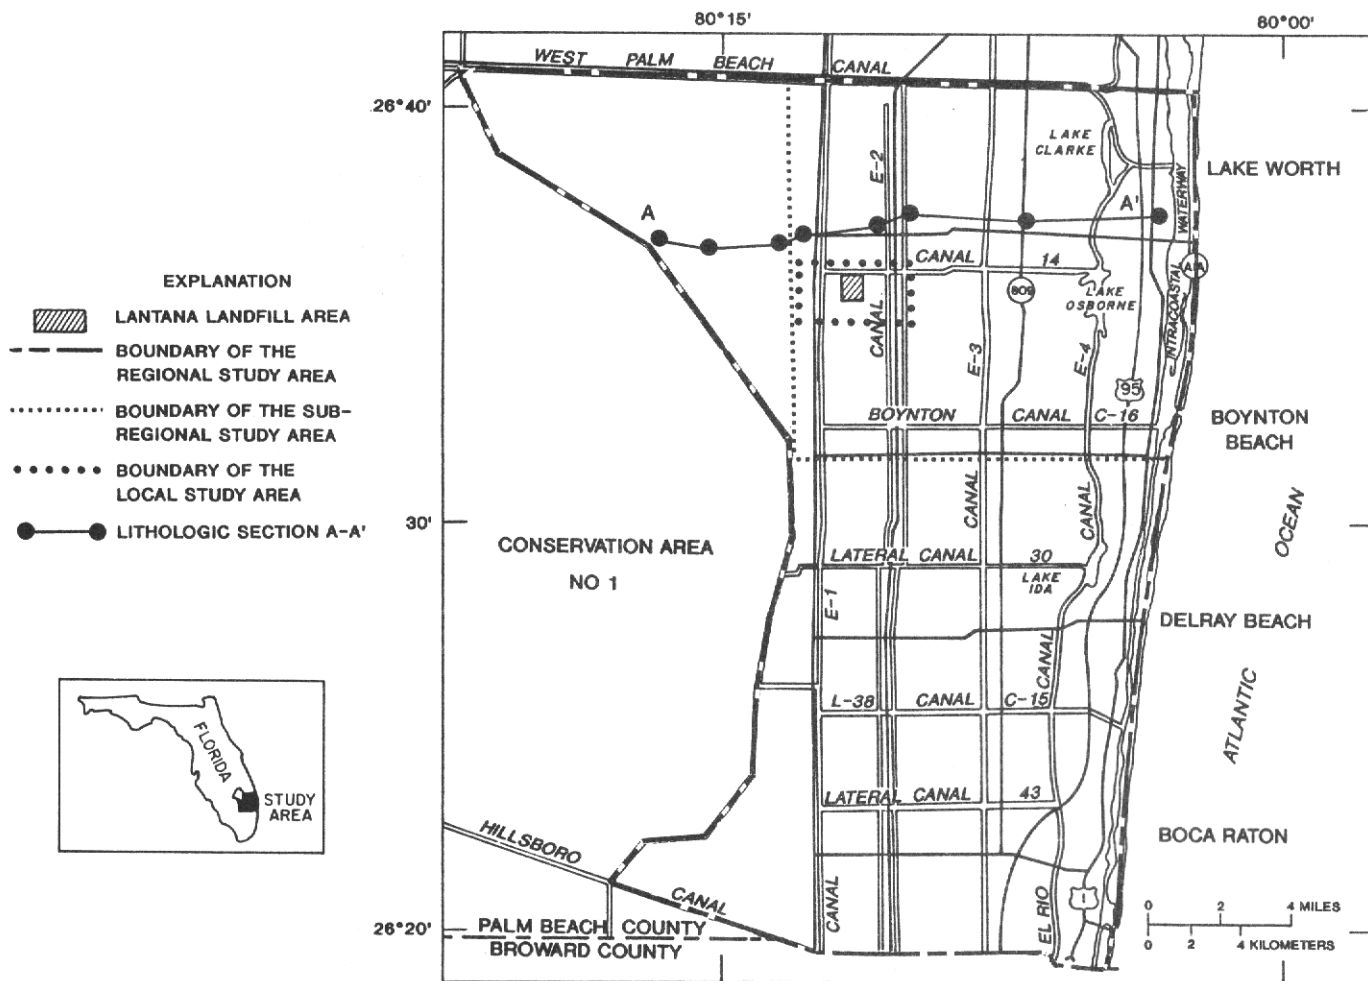 80°15'
80°00'
WEST PALM BEACH CANAL
26°40'
LAKE
CLARKE
E-2
LAKE WORTH
WATERWAY
A
A'
CANAL 14
A1A
EXPLANATION
LANTANA LANDFILL AREA
BOUNDARY OF THE
REGIONAL STUDY AREA
BOUNDARY OF THE SUB-
REGIONAL STUDY AREA
BOUNDARY OF THE
LOCAL STUDY AREA
LITHOLOGIC SECTION A-A'
809
LAKE
OSBORNE
INTRACOASTA
CANAL
E-3
E-4
95
BOYNTON CANAL C-16
BOYNTON
BEACH
30'
CANAL
CANAL
OCEAN
CONSERVATION AREA
NO 1
LATERAL CANAL 30
LAKE
IDA
E-1
DELRAY BEACH
CANAL
L-38 CANAL C-15
ATLANTIC
FLORIDA
STUDY
AREA
LATERAL CANAL 43
HILLSBORO
CANAL
BOCA RATON
CANAL
EL RIO
1
26°20'
PALM BEACH COUNTY
BROWARD COUNTY
0 2 4 MILES
0 2 4 KILOMETERS